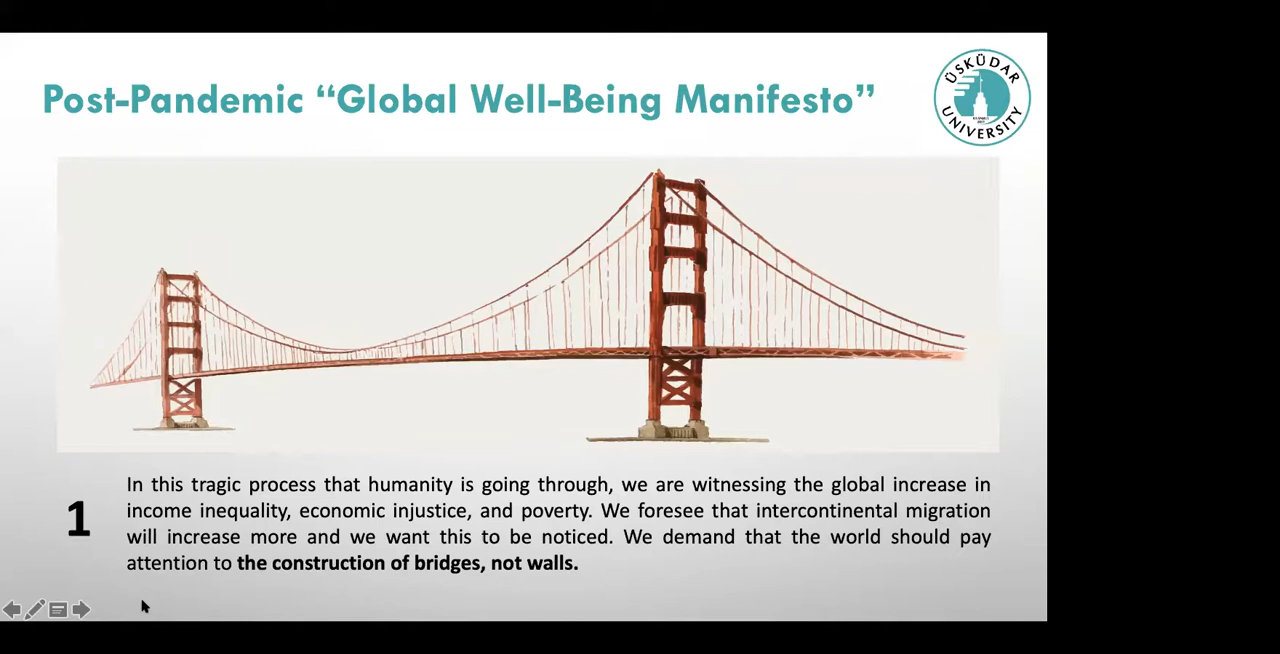 Post-Pandemic “Global Well-Being Manifesto”
ÜSKÜDAR
UNIVERSITY
1
In this tragic process that humanity is going through, we are witnessing the global increase in
income inequality, economic injustice, and poverty. We foresee that intercontinental migration
will increase more and we want this to be noticed. We demand that the world should pay
attention to the construction of bridges, not walls.